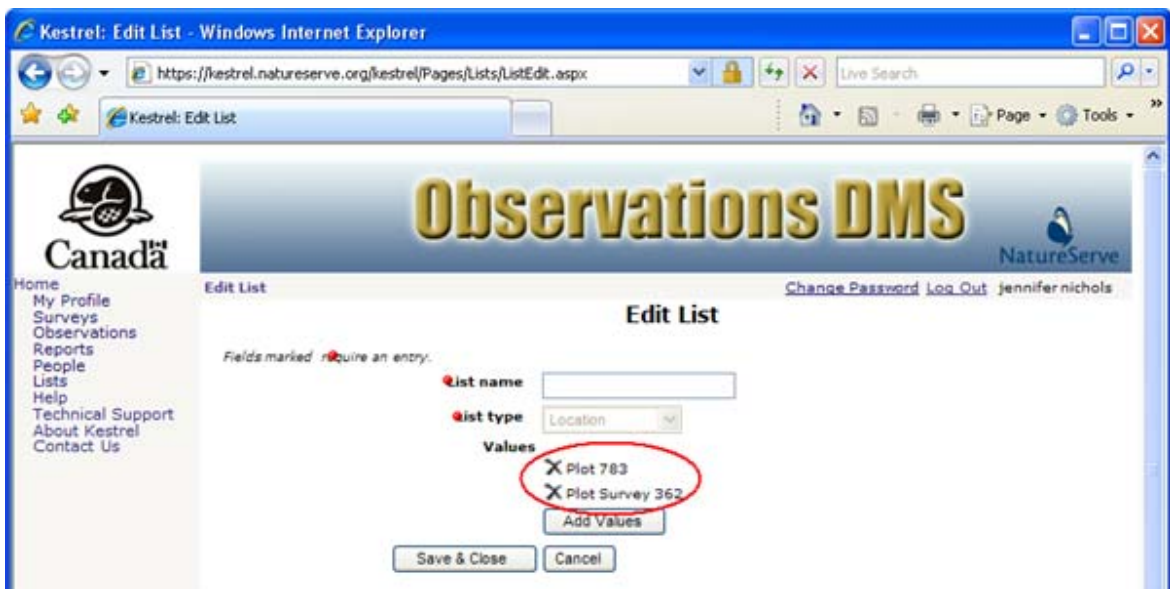 Kestrel: Edit List - Windows Internet Explorer
https://kestrel.natureserve.org/kestrel/Pages/Lists/ListEdit.aspx
Live Search
Kestrel: Edit List
Page
Tools
Observations DMS
Canada
NatureServe
Home
My Profile
Surveys
Observations
Reports
People
Lists
Help
Technical Support
About Kestrel
Contact Us
Edit List
Change Password Log Out jennifer nichols
Edit List
Fields marked require an entry.
List name
List type Location
Values
Plot 783
Plot Survey 362
Add Values
Save & Close Cancel